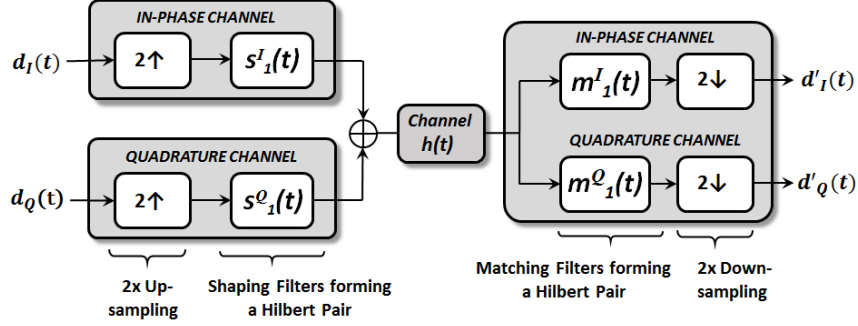 IN-PHASE CHANNEL
d_I(t)
2↑
s^I_1(t)
QUADRATURE CHANNEL
d_Q(t)
2↑
s^Q_1(t)
Channel
h(t)
IN-PHASE CHANNEL
m^I_1(t)
2↓
d'_I(t)
QUADRATURE CHANNEL
m^Q_1(t)
2↓
d'_Q(t)
2x Up-
sampling
Shaping Filters forming
a Hilbert Pair
Matching Filters forming
a Hilbert Pair
2x Down-
sampling